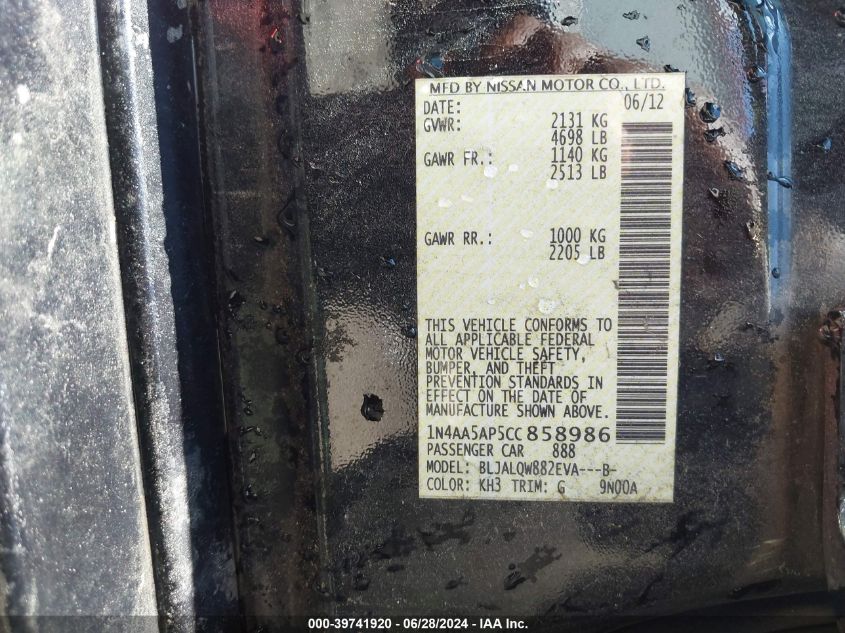 MFD BY NISSAN MOTOR CO., LTD.
DATE: 06/12
GVWR: 2131 KG
4698 LB
GAWR FR.: 1140 KG
2513 LB
GAWR RR.: 1000 KG
2205 LB
THIS VEHICLE CONFORMS TO
ALL APPLICABLE FEDERAL
MOTOR VEHICLE SAFETY,
BUMPER, AND THEFT
PREVENTION STANDARDS IN
EFFECT ON THE DATE OF
MANUFACTURE SHOWN ABOVE.
1N4AA5AP5CC858986
PASSENGER CAR 888
MODEL: BLJALQW882EVA---B-
COLOR: KH3 TRIM: G 9N00A
000-39741920 - 06/28/2024 - IAA Inc.